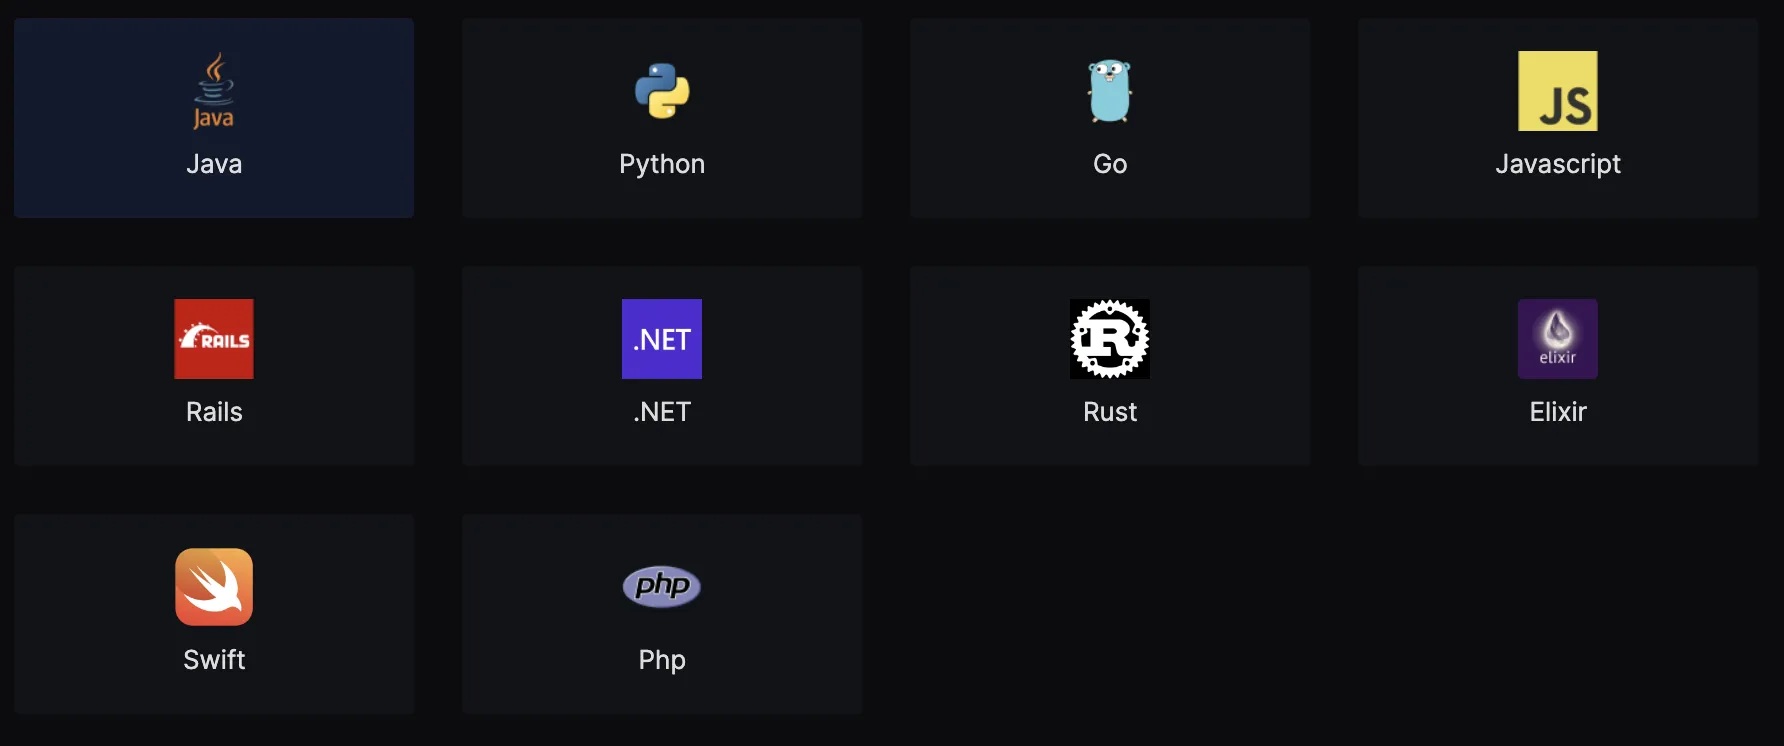 Java
Java
Python
Go
JS
Javascript
RAILS
Rails
.NET
.NET
R
Rust
elixir
Elixir
Swift
php
Php